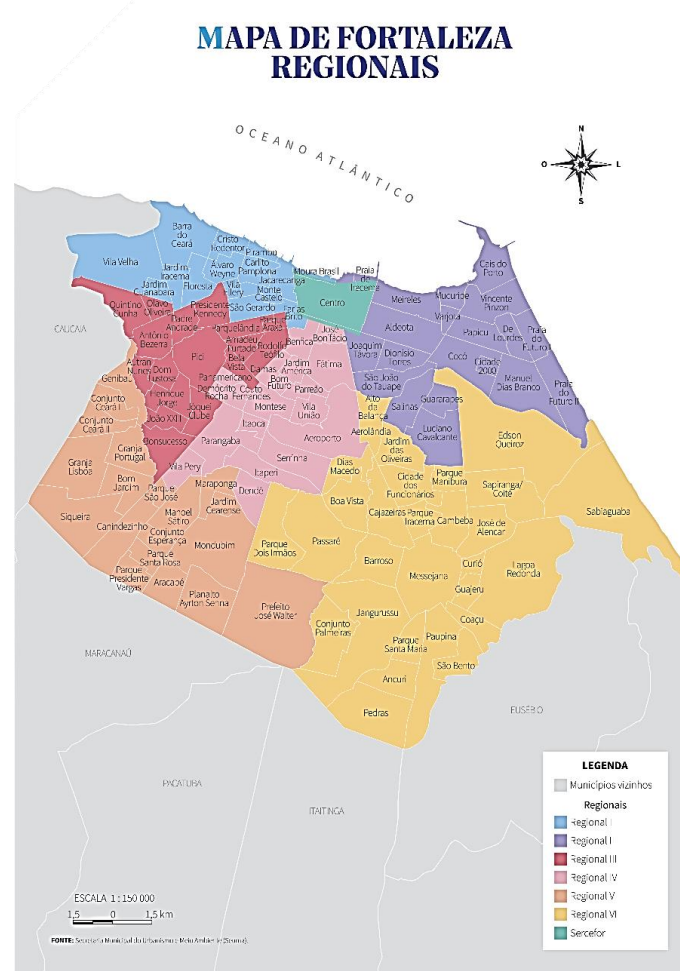 MAPA DE FORTALEZA
REGIONAIS
OCEANO ATLÂNTICO
N
O
L
S
Barra
do
Ceará
Cristo
Redentor
Pirambu
Vila Velha
Jardim
Iracema
Álvaro
Weyne
Carlito
Pamplona
Jacarecanga
Moura Brasil
Praia
de
Iracema
Cais do
Porto
Jardim
Guanabara
Floresta
Vila
Ellery
Monte
Castelo
São Gerardo
Farias
Brito
Centro
Meireles
Mucuripe
Vincente
Pinzon
Varjota
Quintino
Cunha
Olavo
Oliveira
Padre
Andrade
Presidente
Kennedy
Parquelândia
Parque
Araxá
CAUCAIA
Antônio
Bezerra
Pici
Amadeu
Furtado
Bela
Vista
Rodolfo
Teófilo
Benfica
José
Bonifácio
Joaquim
Távora
Aldeota
Dionísio
Torres
Papicu
De
Lourdes
Praia
do
Futuro I
Cocó
Cidade
2000
Autran
Nunes
Dom
Lustosa
Genibaú
Henrique
Jorge
Panamericano
Damas
Jardim
América
Fátima
Demócrito
Rocha
Couto
Fernandes
Bom
Futuro
Parreão
São João
do Tauape
Manuel
Dias Branco
Praia
do
Futuro II
Conjunto
Ceará I
Conjunto
Ceará II
João XXIII
Jóquei
Clube
Montese
Vila
União
Alto
da
Balança
Salinas
Guararapes
Granja
Lisboa
Granja
Portugal
Bonsucesso
Parangaba
Itaoca
Aeroporto
Aerolândia
Jardim
das
Oliveiras
Luciano
Cavalcante
Edson
Queiroz
Bom
Jardim
Vila Pery
Itaperi
Serrinha
Dias
Macedo
Cidade
dos
Funcionários
Parque
Manibura
Sapiranga/
Coité
Parque
São José
Maraponga
Dendê
Boa Vista
Siqueira
Canindezinho
Manoel
Sátiro
Jardim
Cearense
Cajazeiras
Parque
Iracema
Cambeba
José de
Alencar
Sabiaguaba
Conjunto
Esperança
Mondubim
Parque
Dois Irmãos
Passaré
Parque
Santa Rosa
Barroso
Curió
Lagoa
Redonda
Parque
Presidente
Vargas
Aracapé
Messejana
Guajeru
Planalto
Ayrton Senna
Prefeito
José Walter
Conjunto
Palmeiras
Jangurussu
Coaçu
Parque
Santa Maria
Paupina
São Bento
MARACANAÚ
Ancuri
Pedras
EUSÉBIO
PACATUBA
ITAITINGA
LEGENDA
Municípios vizinhos
Regionais
Regional I
Regional I
Regional III
Regional IV
Regional V
Regional VI
Sercefor
ESCALA 1:150 000
1,5 0 1,5 km
FONTE: Secretaria Municipal do Urbanismo e Meio Ambiente (Seuma).